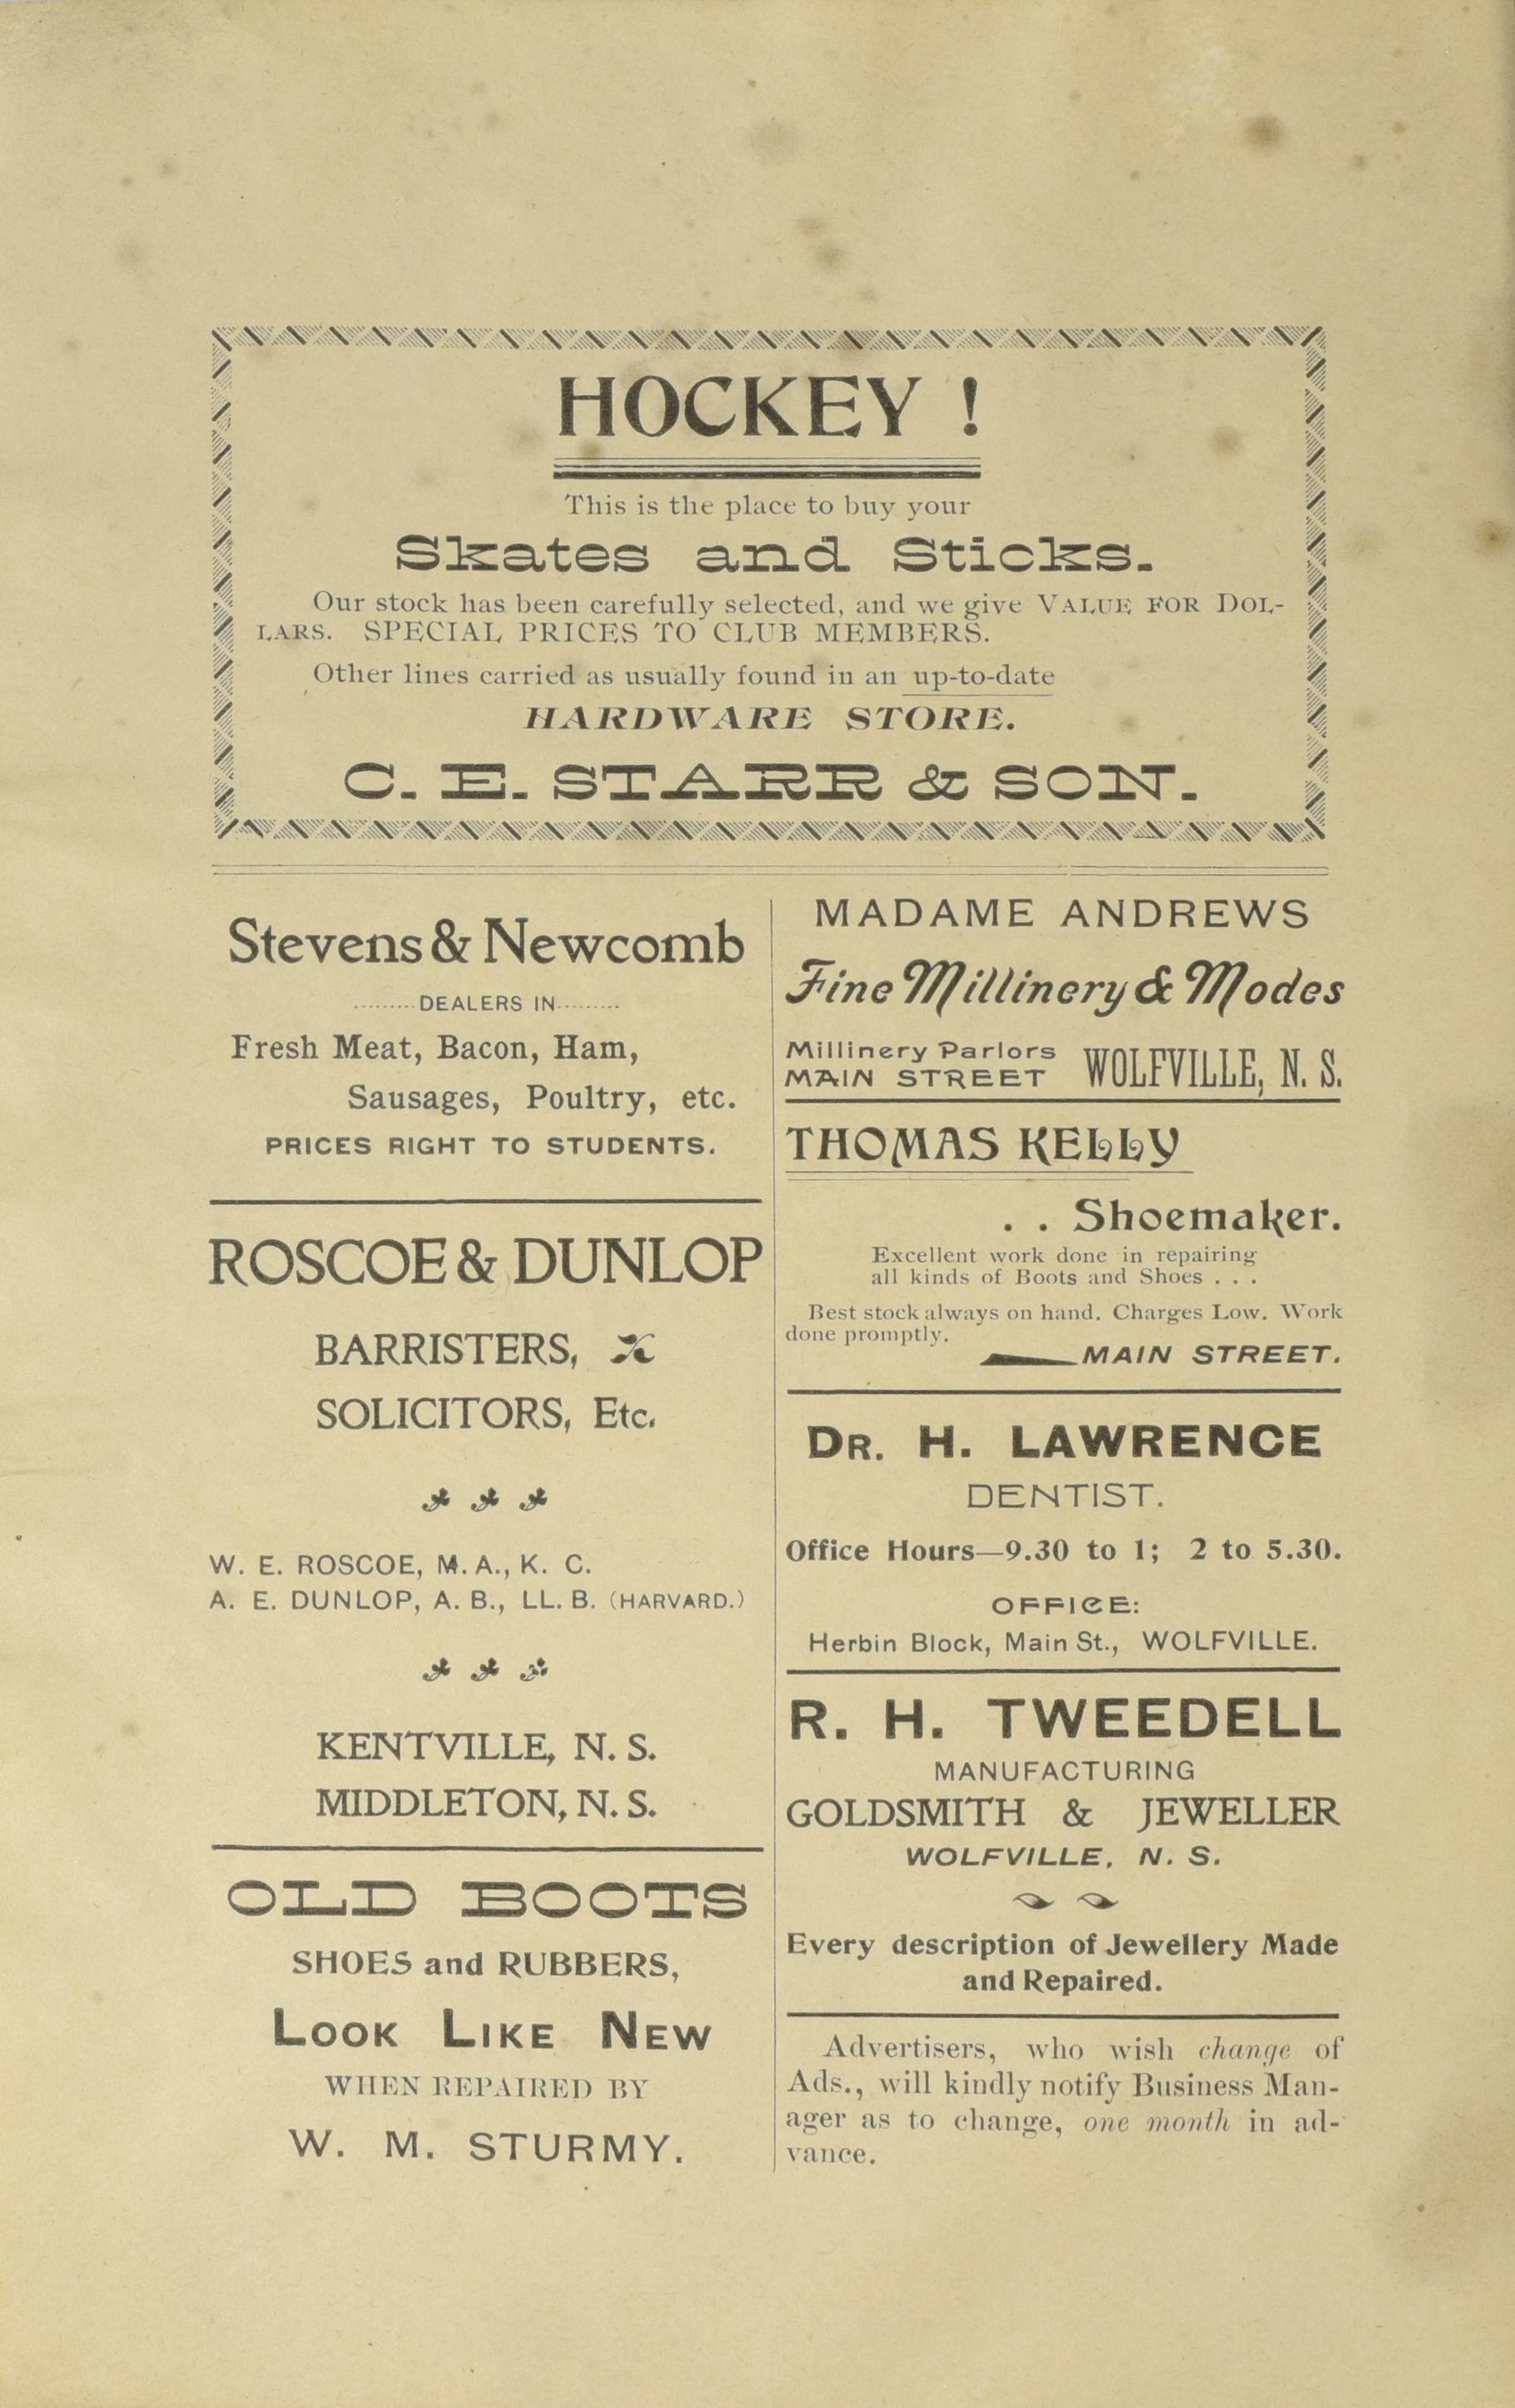 HOCKEY !
This is the place to buy your
Skates and Sticks.
Our stock has been carefully selected, and we give VALUE FOR DOL-
LARS. SPECIAL PRICES TO CLUB MEMBERS.
Other lines carried as usually found in an up-to-date
HARDWARE STORE.
C. E. STARR & SON.
Stevens & Newcomb
.........DEALERS IN.........
Fresh Meat, Bacon, Ham,
Sausages, Poultry, etc.
PRICES RIGHT TO STUDENTS.
ROSCOE & DUNLOP
BARRISTERS,
SOLICITORS, Etc.
W. E. ROSCOE, M. A., K. C.
A. E. DUNLOP, A. B., LL. B. (HARVARD.)
KENTVILLE, N. S.
MIDDLETON, N. S.
OLD BOOTS
SHOES and RUBBERS,
LOOK LIKE NEW
WHEN REPAIRED BY
W. M. STURMY.
MADAME ANDREWS
Fine Millinery & Modes
Millinery Parlors
MAIN STREET WOLFVILLE, N. S.
THOMAS KELLY
. . Shoemaker.
Excellent work done in repairing
all kinds of Boots and Shoes . . .
Best stock always on hand. Charges Low. Work
done promptly.
MAIN STREET.
DR. H. LAWRENCE
DENTIST.
Office Hours—9.30 to 1; 2 to 5.30.
OFFICE:
Herbin Block, Main St., WOLFVILLE.
R. H. TWEEDELL
MANUFACTURING
GOLDSMITH & JEWELLER
WOLFVILLE, N. S.
Every description of Jewellery Made
and Repaired.
Advertisers, who wish change of
Ads., will kindly notify Business Man-
ager as to change, one month in ad-
vance.